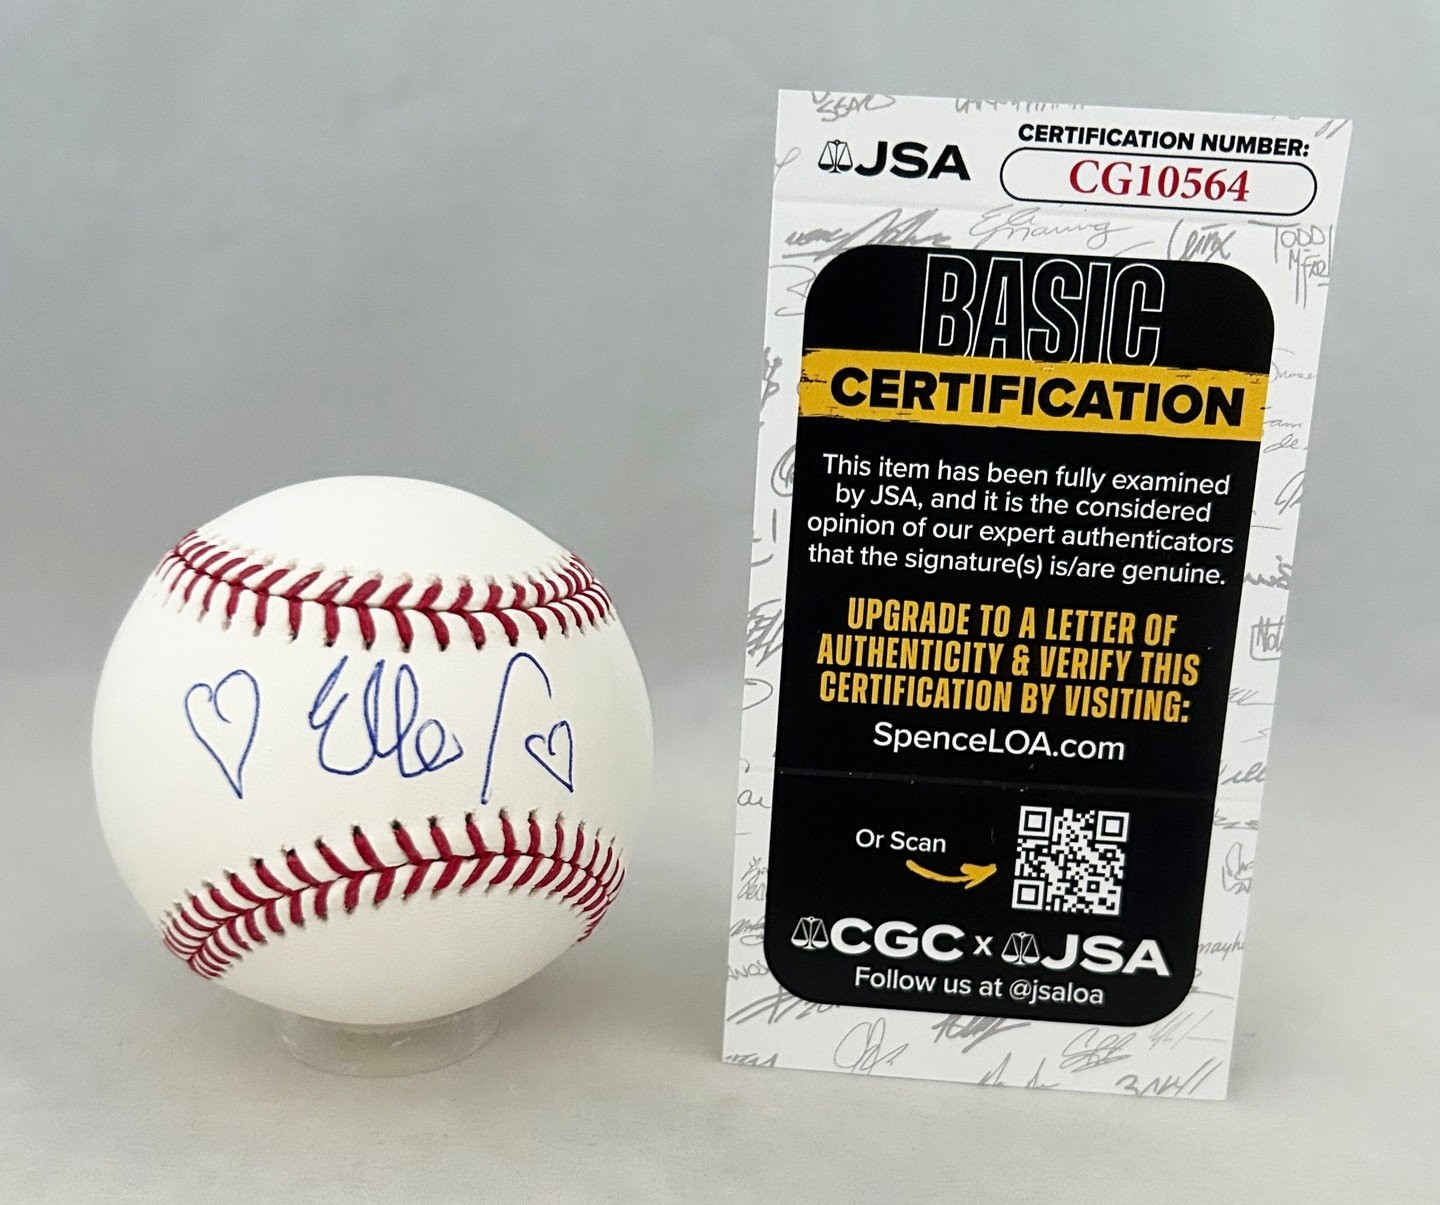 Elle
JSA
CERTIFICATION NUMBER:
CG10564
BASIC
CERTIFICATION
This item has been fully examined
by JSA, and it is the considered
opinion of our expert authenticators
that the signature(s) is/are genuine.
UPGRADE TO A LETTER OF
AUTHENTICITY & VERIFY THIS
CERTIFICATION BY VISITING:
SpenceLOA.com
Or Scan
CGC x JSA
Follow us at @jsaloa